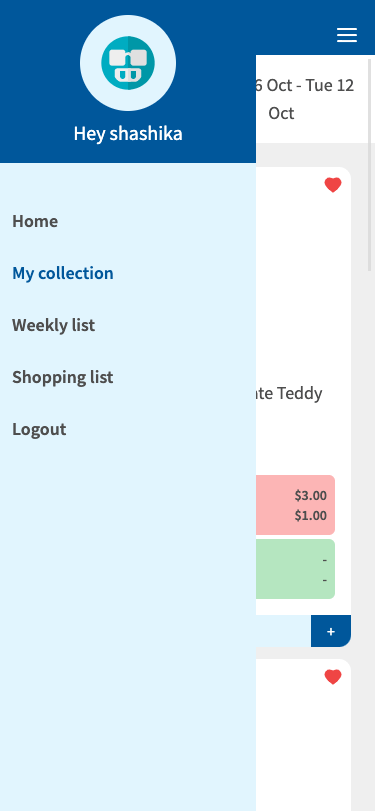 Hey shashika
Home
My collection
Weekly list
Shopping list
Logout
6 Oct - Tue 12
Oct
Teddy
$3.00
$1.00
-
-
+